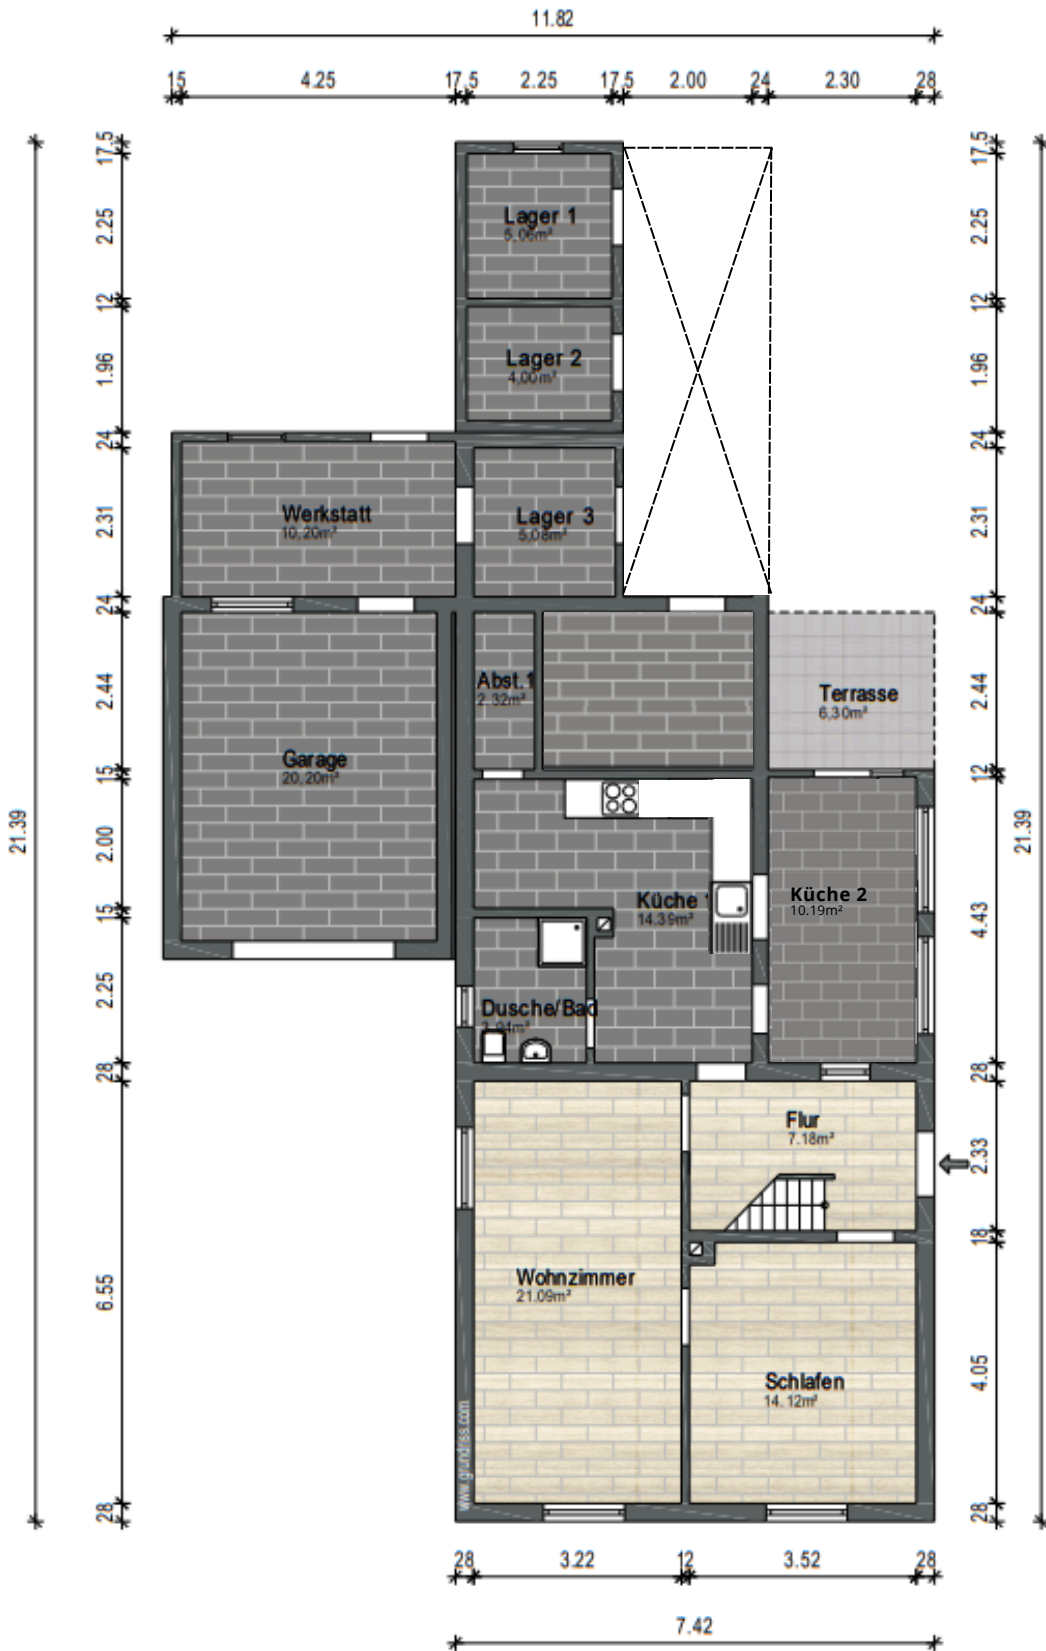 11.82
15 4.25 17,5 2.25 17,5 2.00 24 2.30 28
17,5 2.25 12 1.96 24 2.31 24 2.44 15 2.00 15 2.25 28 6.55 28
21.39
Lager 1
5,06m²
Lager 2
4,00m²
Werkstatt
10,20m²
Lager 3
5,08m²
Abst.1
2.32m²
Terrasse
6,30m²
Garage
20,20m²
Küche
14.39m²
Küche 2
10.19m²
Dusche/Bad
Flur
7.18m²
Wohnzimmer
21.09m²
Schlafen
14.12m²
www.grundriss.com
17,5 2.25 12 1.96 24 2.31 24 2.44 12 4.43 28 2.33 18 4.05 28
21.39
28 3.22 12 3.52 28
7.42